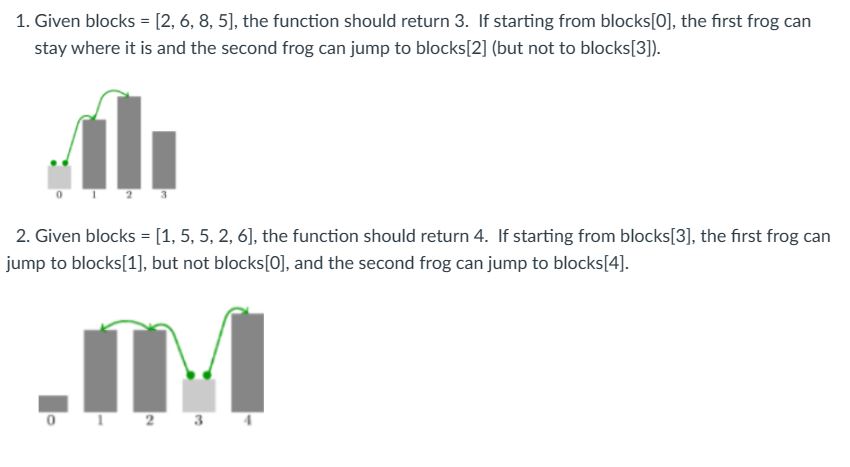 1. Given blocks = [2, 6, 8, 5], the function should return 3.  If starting from blocks[0], the first frog can
stay where it is and the second frog can jump to blocks[2] (but not to blocks[3]).
0 1 2 3
2. Given blocks = [1, 5, 5, 2, 6], the function should return 4.  If starting from blocks[3], the first frog can
jump to blocks[1], but not blocks[0], and the second frog can jump to blocks[4].
0 1 2 3 4